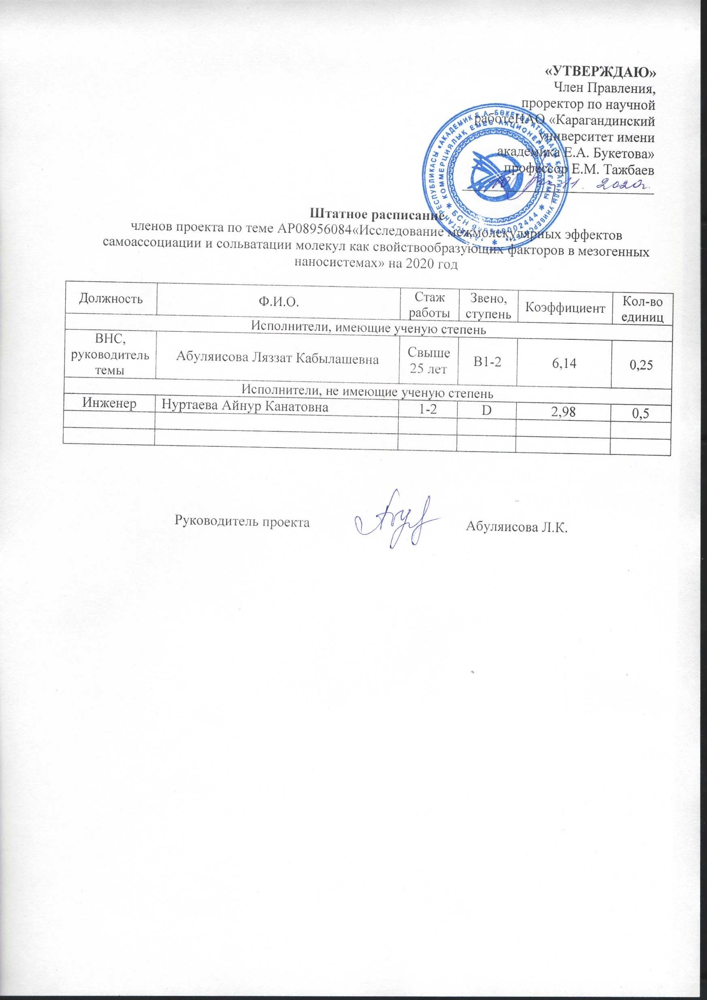 «УТВЕРЖДАЮ»
Член Правления,
проректор по научной
работеНАО «Карагандинский
университет имени
академика Е.А. Букетова»
профессор Е.М. Тажбаев
11. 2020г.
РЕСПУБЛИКАСЫ «АКАДЕМИК Е.А. БӨКЕТОВ АТЫНДАҒЫ ҚАРАҒАНДЫ УНИВЕРСИТЕТІ»
КОММЕРЦИЯЛЫҚ ЕМЕС АКЦИОНЕРЛІК ҚОҒАМЫ
БСН
Штатное расписание
членов проекта по теме АР08956084«Исследование межмолекулярных эффектов
самоассоциации и сольватации молекул как свойствообразующих факторов в мезогенных
наносистемах» на 2020 год
Должность Ф.И.О. Стаж работы Звено, ступень Коэффициент Кол-во единиц
Исполнители, имеющие ученую степень
ВНС, руководитель темы Абуляисова Ляззат Кабылашевна Свыше 25 лет В1-2 6,14 0,25
Исполнители, не имеющие ученую степень
Инженер Нуртаева Айнур Канатовна 1-2 D 2,98 0,5
Руководитель проекта Абуляисова Л.К.